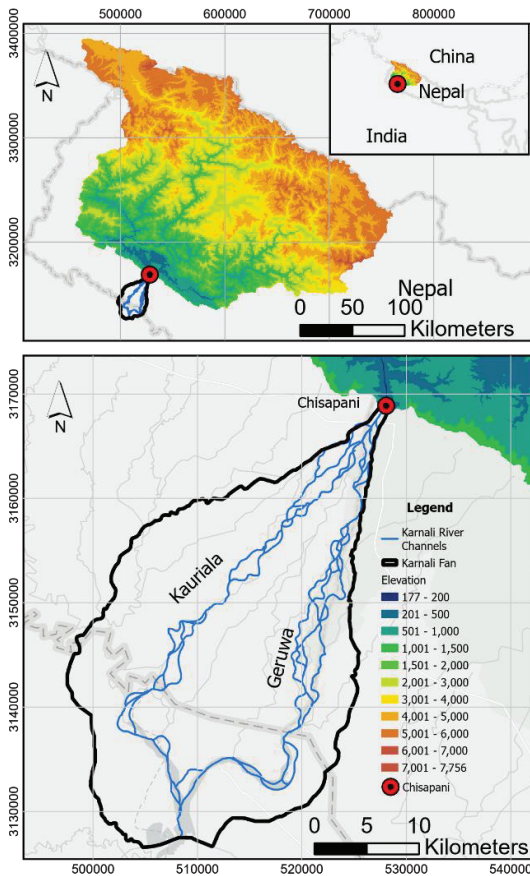 500000 600000 700000 800000
3400000
3300000
3200000
N
China
Nepal
India
Nepal
0 50 100
Kilometers
3170000
3160000
3150000
3140000
3130000
N
Chisapani
Kauriala
Geruwa
Legend
Karnali River
Channels
Karnali Fan
Elevation
177 - 200
201 - 500
501 - 1,000
1,001 - 1,500
1,501 - 2,000
2,001 - 3,000
3,001 - 4,000
4,001 - 5,000
5,001 - 6,000
6,001 - 7,000
7,001 - 7,756
Chisapani
0 5 10
Kilometers
500000 510000 520000 530000 540000